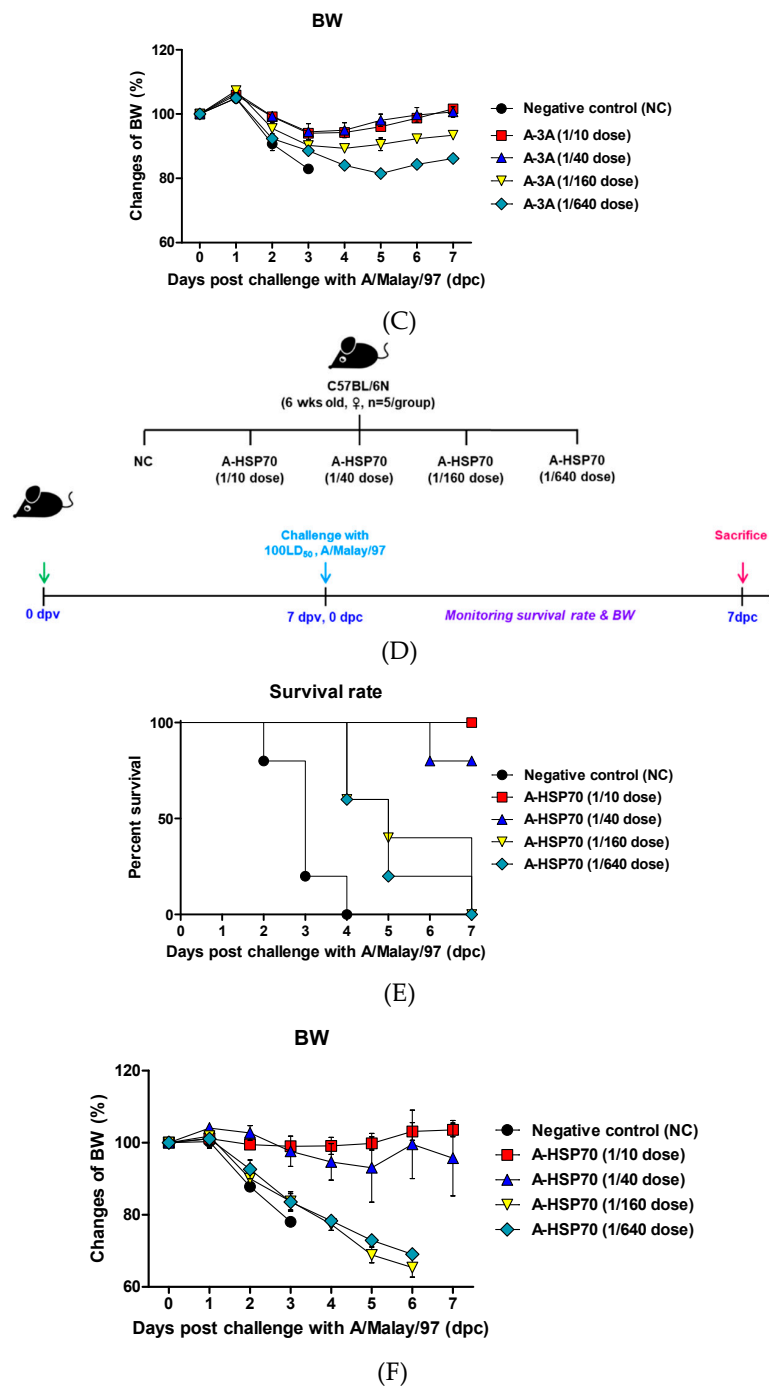 BW
120
100
80
60
Changes of BW (%)
0 1 2 3 4 5 6 7
Days post challenge with A/Malay/97 (dpc)
Negative control (NC)
A-3A (1/10 dose)
A-3A (1/40 dose)
A-3A (1/160 dose)
A-3A (1/640 dose)
(C)
C57BL/6N
(6 wks old, ♀, n=5/group)
NC
A-HSP70
(1/10 dose)
A-HSP70
(1/40 dose)
A-HSP70
(1/160 dose)
A-HSP70
(1/640 dose)
Challenge with
100LD50, A/Malay/97
Sacrifice
0 dpv
7 dpv, 0 dpc
Monitoring survival rate & BW
7dpc
(D)
Survival rate
100
50
0
Percent survival
0 1 2 3 4 5 6 7
Days post challenge with A/Malay/97 (dpc)
Negative control (NC)
A-HSP70 (1/10 dose)
A-HSP70 (1/40 dose)
A-HSP70 (1/160 dose)
A-HSP70 (1/640 dose)
(E)
BW
120
100
80
60
Changes of BW (%)
0 1 2 3 4 5 6 7
Days post challenge with A/Malay/97 (dpc)
Negative control (NC)
A-HSP70 (1/10 dose)
A-HSP70 (1/40 dose)
A-HSP70 (1/160 dose)
A-HSP70 (1/640 dose)
(F)